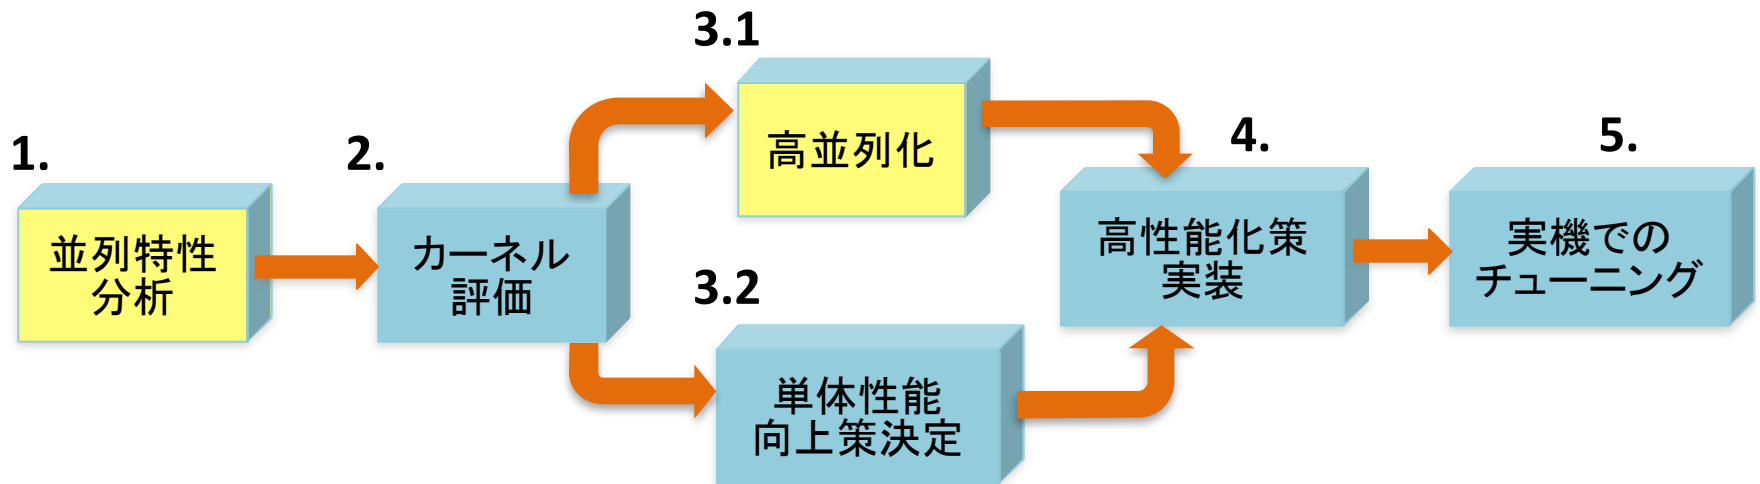 1.
並列特性
分析
2.
カーネル
評価
3.1
高並列化
3.2
単体性能
向上策決定
4.
高性能化策
実装
5.
実機での
チューニング